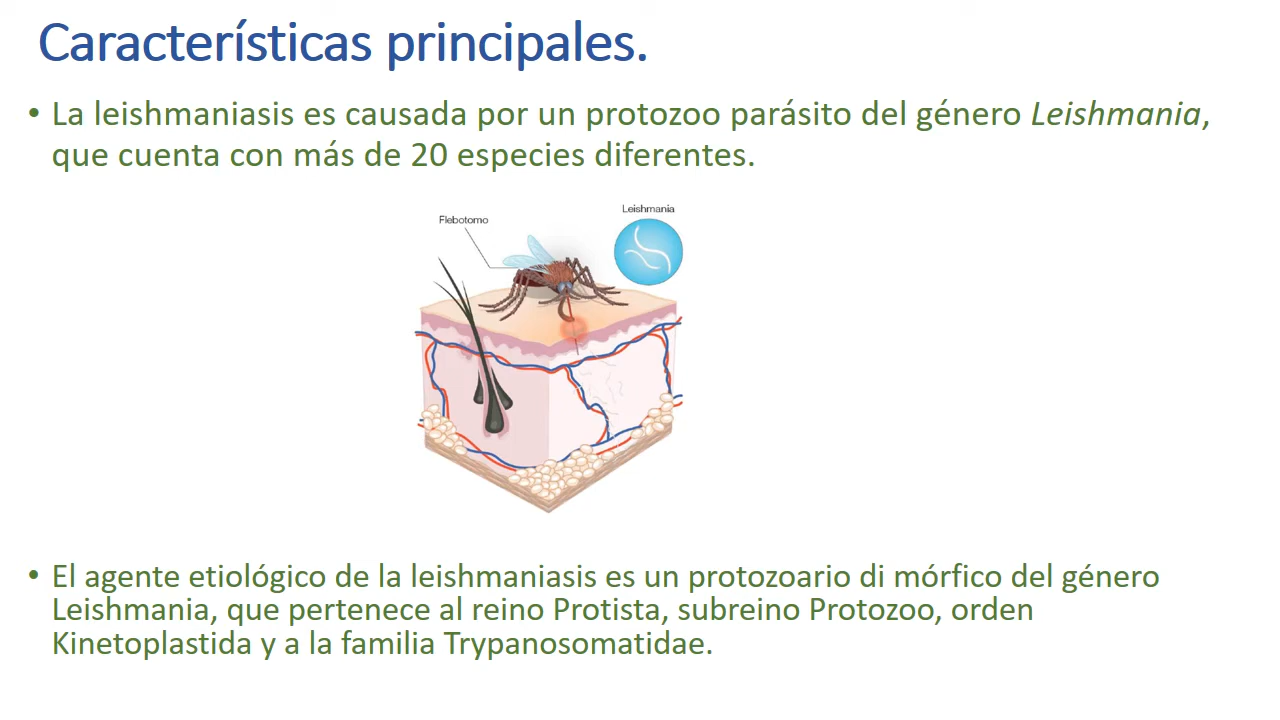 Características principales.
• La leishmaniasis es causada por un protozoo parásito del género Leishmania,
que cuenta con más de 20 especies diferentes.
Leishmania
Flebotomo
• El agente etiológico de la leishmaniasis es un protozoario di mórfico del género
Leishmania, que pertenece al reino Protista, subreino Protozoo, orden
Kinetoplastida y a la familia Trypanosomatidae.